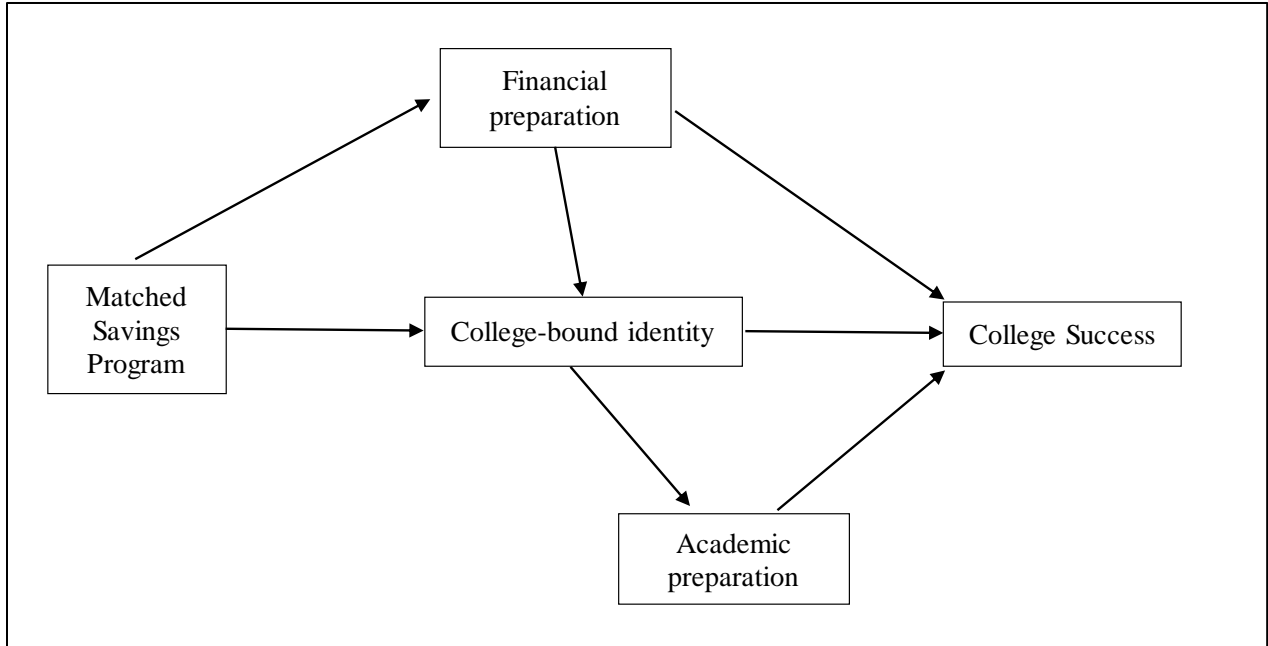 Financial
preparation
Matched
Savings
Program
College-bound identity
College Success
Academic
preparation